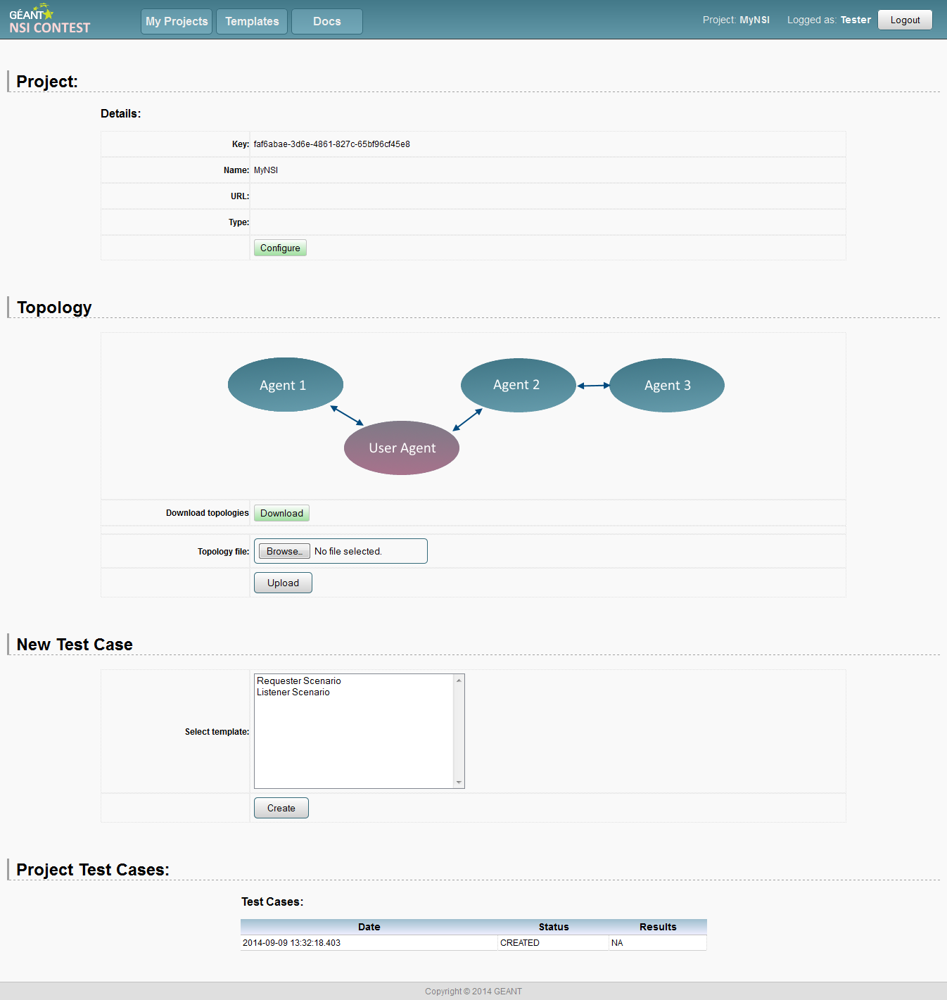 GÉANT
NSI CONTEST
My Projects
Templates
Docs
Project: MyNSI
Logged as: Tester
Logout
Project:
Details:
Key: faf6abae-3d6e-4861-827c-65bf96cf45e8
Name: MyNSI
URL:
Type:
Configure
Topology
Agent 1
Agent 2
Agent 3
User Agent
Download topologies
Download
Topology file:
Browse... No file selected.
Upload
New Test Case
Requester Scenario
Listener Scenario
Select template:
Create
Project Test Cases:
Test Cases:
Date Status Results
2014-09-09 13:32:18.403 CREATED NA
Copyright © 2014 GEANT